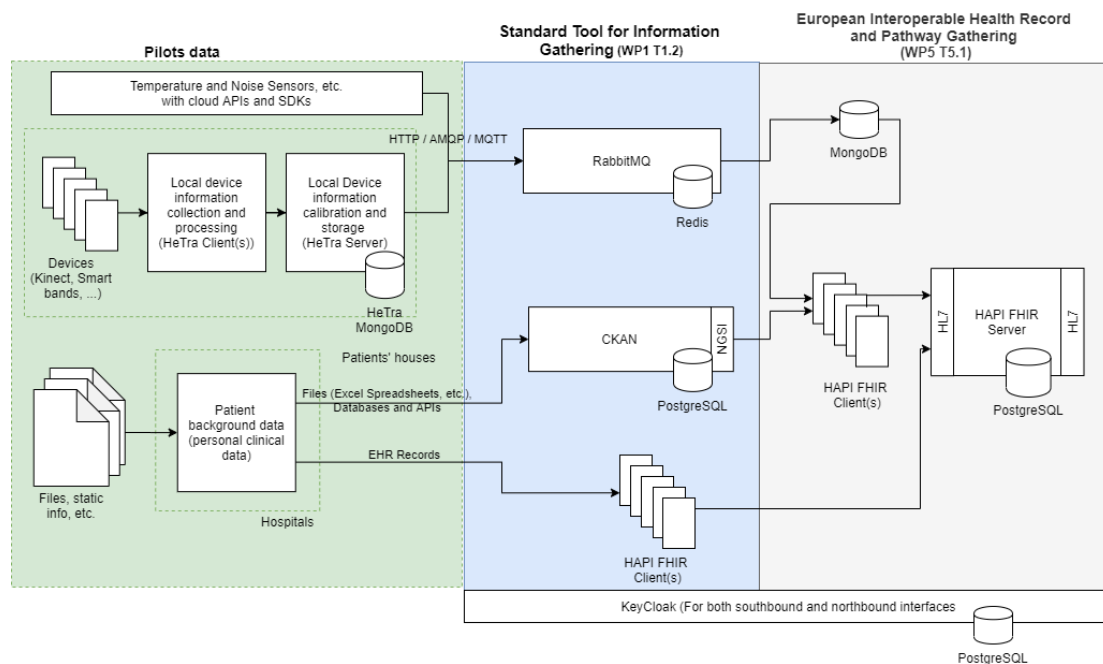 Pilots data
Standard Tool for Information
Gathering (WP1 T1.2)
European Interoperable Health Record
and Pathway Gathering
(WP5 T5.1)
Temperature and Noise Sensors, etc.
with cloud APIs and SDKs
HTTP / AMQP / MQTT
Devices
(Kinect, Smart
bands, ...)
Local device
information
collection and
processing
(HeTra Client(s))
Local Device
information
calibration and
storage
(HeTra Server)
HeTra
MongoDB
Patients' houses
RabbitMQ
Redis
MongoDB
CKAN
NGSI
PostgreSQL
HAPI FHIR
Client(s)
HL7
HAPI FHIR
Server
HL7
PostgreSQL
Files, static
info, etc.
Patient
background data
(personal clinical
data)
Hospitals
Files (Excel Spreadsheets, etc.),
Databases and APIs
EHR Records
HAPI FHIR
Client(s)
KeyCloak (For both southbound and northbound interfaces
PostgreSQL